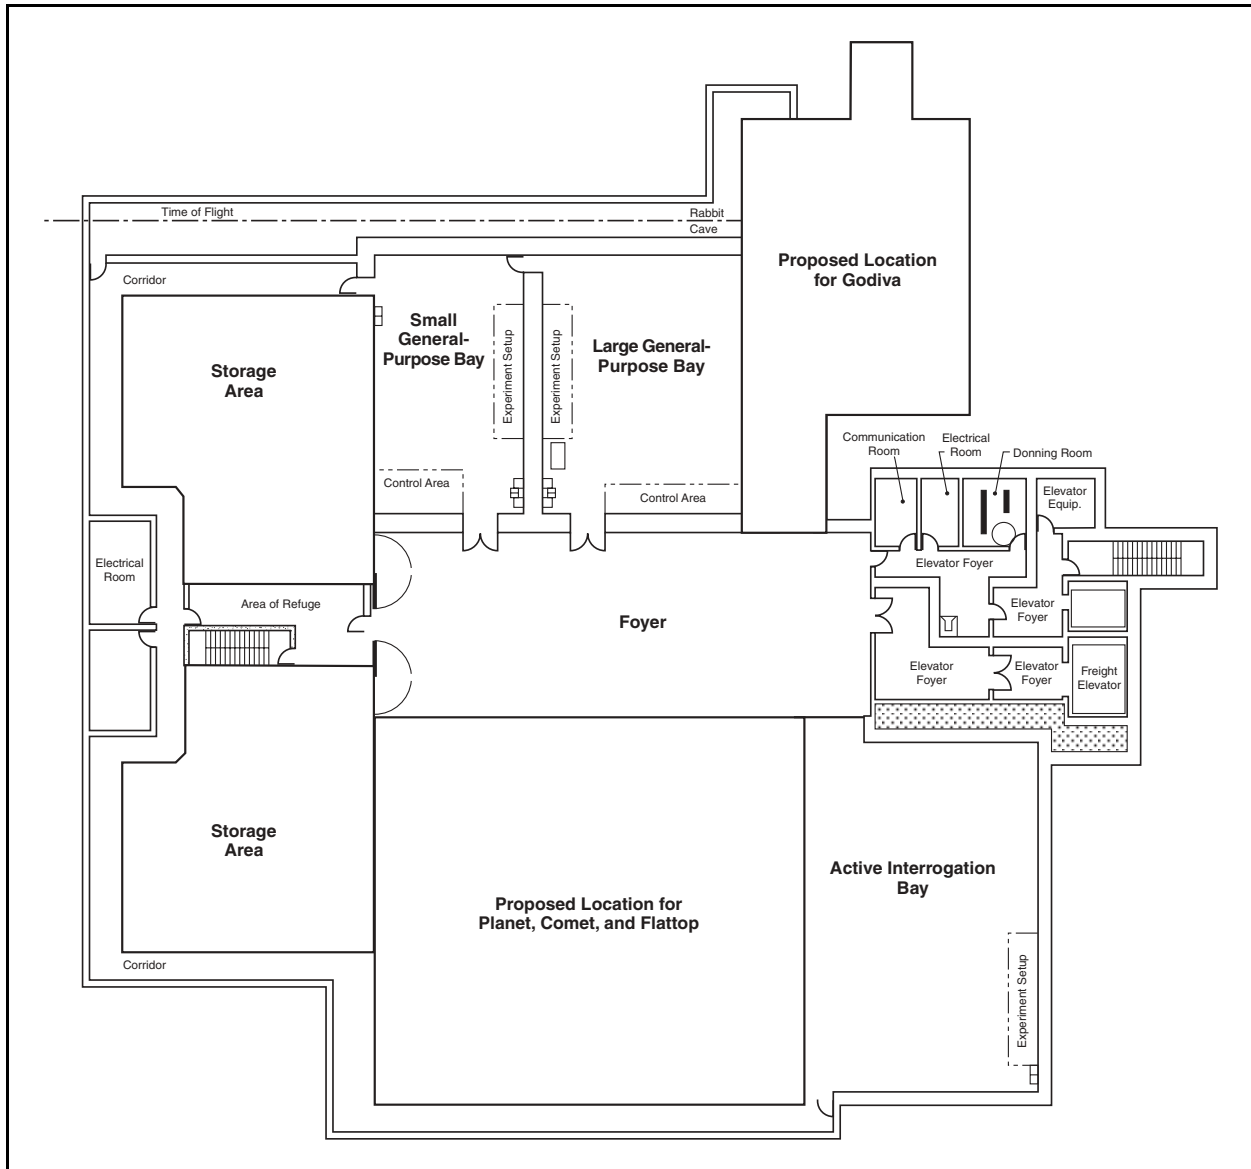 Time of Flight
Rabbit
Cave
Corridor
Proposed Location
for Godiva
Small
General-
Purpose Bay
Experiment Setup
Experiment Setup
Large General-
Purpose Bay
Storage
Area
Control Area
Control Area
Communication
Room
Electrical
Room
Donning Room
Elevator
Equip.
Electrical
Room
Elevator Foyer
Area of Refuge
Foyer
Elevator
Foyer
Elevator
Foyer
Elevator
Foyer
Freight
Elevator
Storage
Area
Proposed Location for
Planet, Comet, and Flattop
Active Interrogation
Bay
Experiment Setup
Corridor